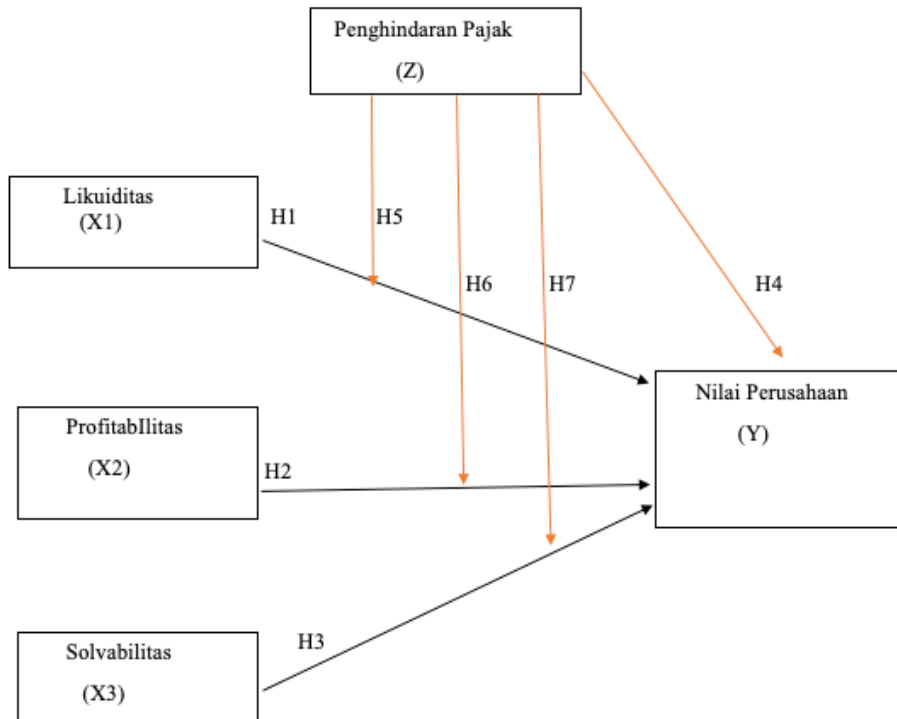 Penghindaran Pajak
(Z)
Likuiditas
(X1)
H1
H5
H6
H7
H4
Nilai Perusahaan
(Y)
ProfitabIlitas
(X2)
H2
Solvabilitas
(X3)
H3